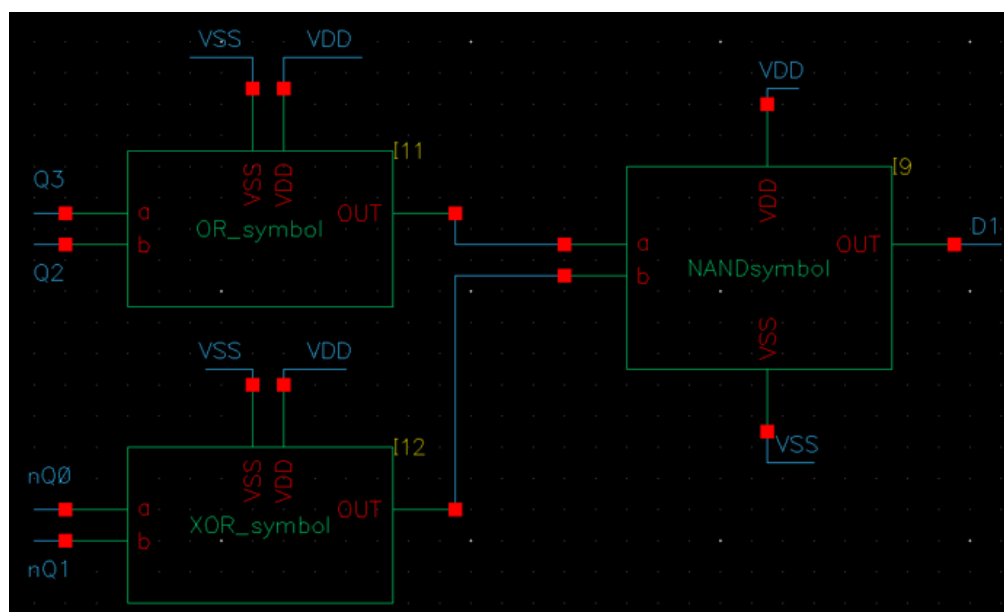 VSS VDD
I11
VSS VDD
Q3
a
OUT
OR_symbol
b
Q2
VDD
I9
VDD
D1
a
OUT
b
NANDsymbol
VSS
VSS
VSS VDD
I12
VSS VDD
nQ0
a
OUT
XOR_symbol
b
nQ1